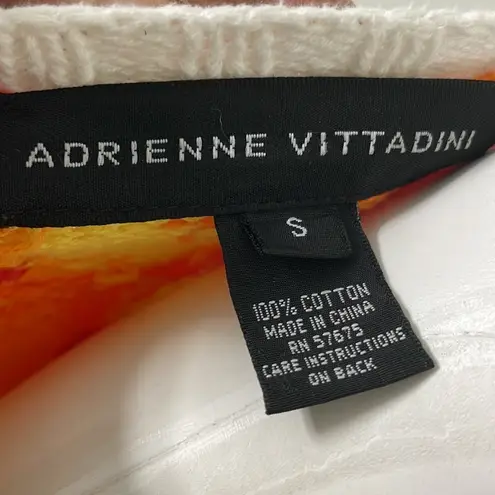 ADRIENNE VITTADINI
S
100% COTTON
MADE IN CHINA
RN 57675
CARE INSTRUCTIONS
ON BACK